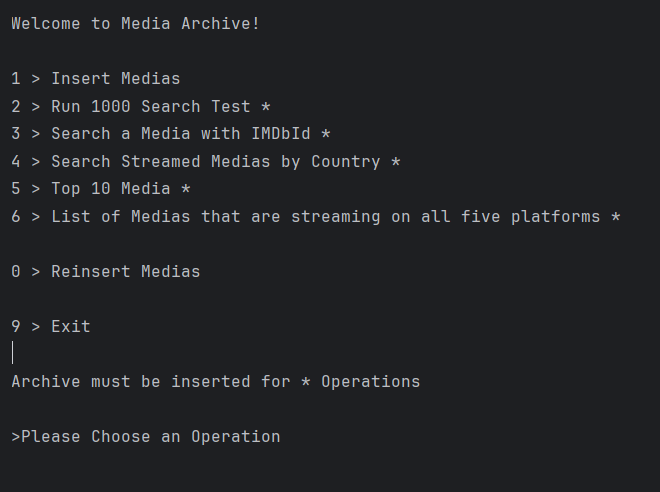 Welcome to Media Archive!
1 > Insert Medias
2 > Run 1000 Search Test *
3 > Search a Media with IMDbId *
4 > Search Streamed Medias by Country *
5 > Top 10 Media *
6 > List of Medias that are streaming on all five platforms *
0 > Reinsert Medias
9 > Exit
Archive must be inserted for * Operations
>Please Choose an Operation